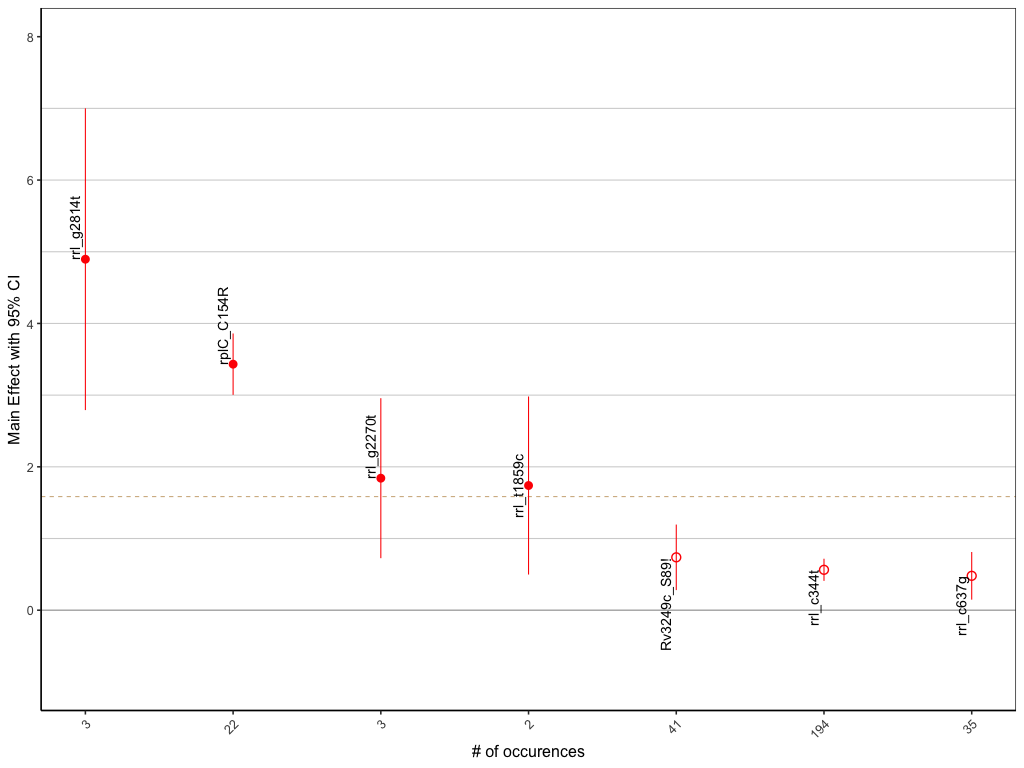 8
6
4
2
0
Main Effect with 95% CI
rrl_g2814t
rplC_C154R
rrl_g2270t
rrl_t1859c
Rv3249c_S89!
rrl_c344t
rrl_c637g
3
22
3
2
41
194
35
# of occurences